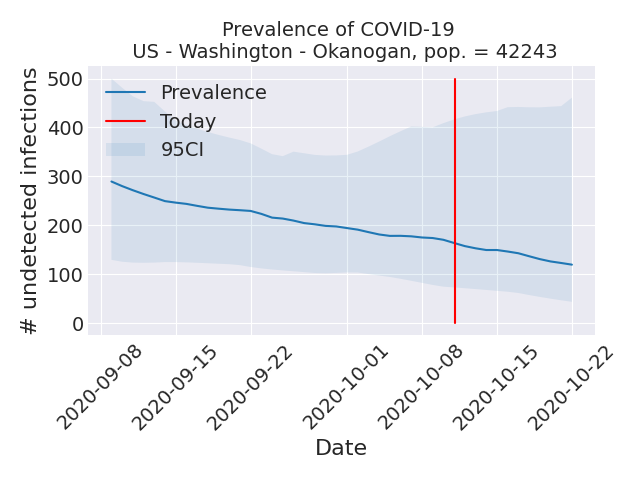 Prevalence of COVID-19
US - Washington - Okanogan, pop. = 42243
# undetected infections
500
400
300
200
100
0
Prevalence
Today
95CI
2020-09-08
2020-09-15
2020-09-22
2020-10-01
2020-10-08
2020-10-15
2020-10-22
Date